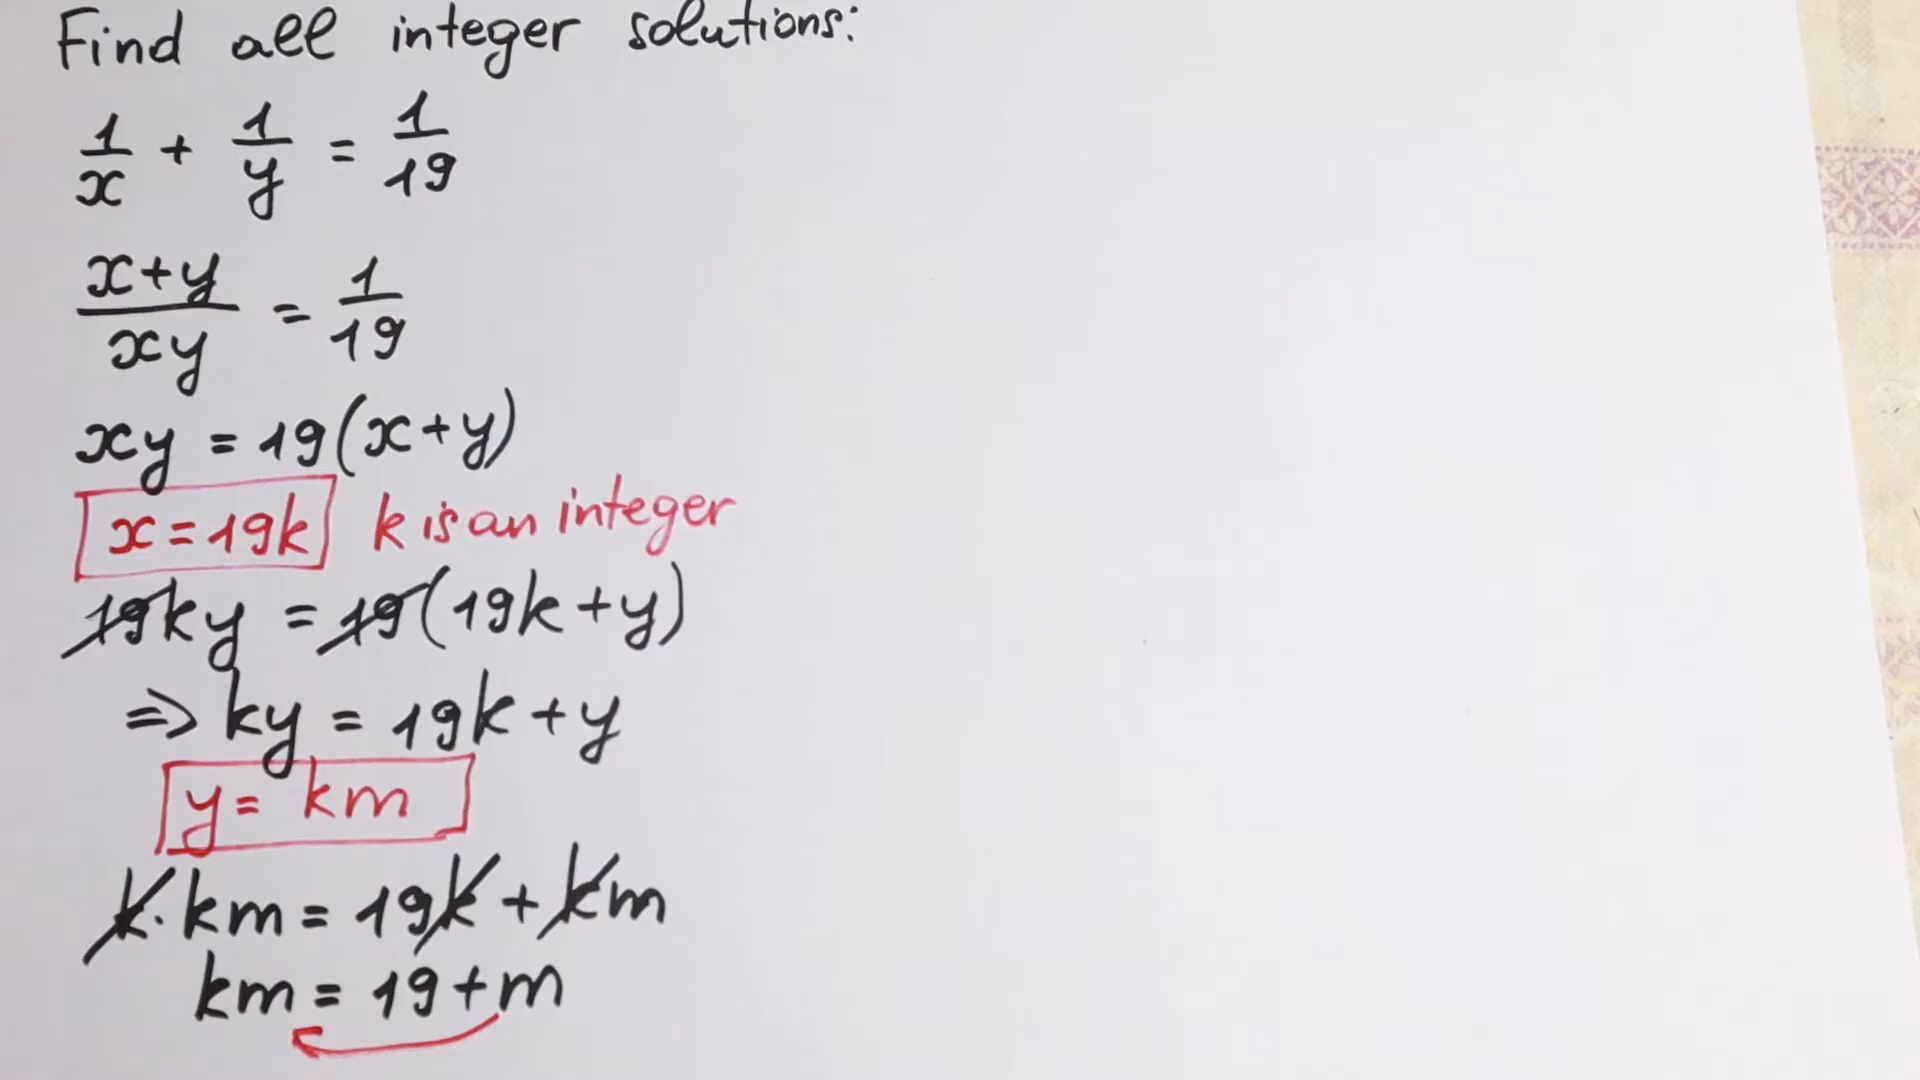 Find all integer solutions:
1/x + 1/y = 1/19
x+y/xy = 1/19
xy = 19(x+y)
x=19k k is an integer
19ky = 19(19k+y)
=> ky = 19k+y
y= km
k·km = 19k+km
km = 19+m